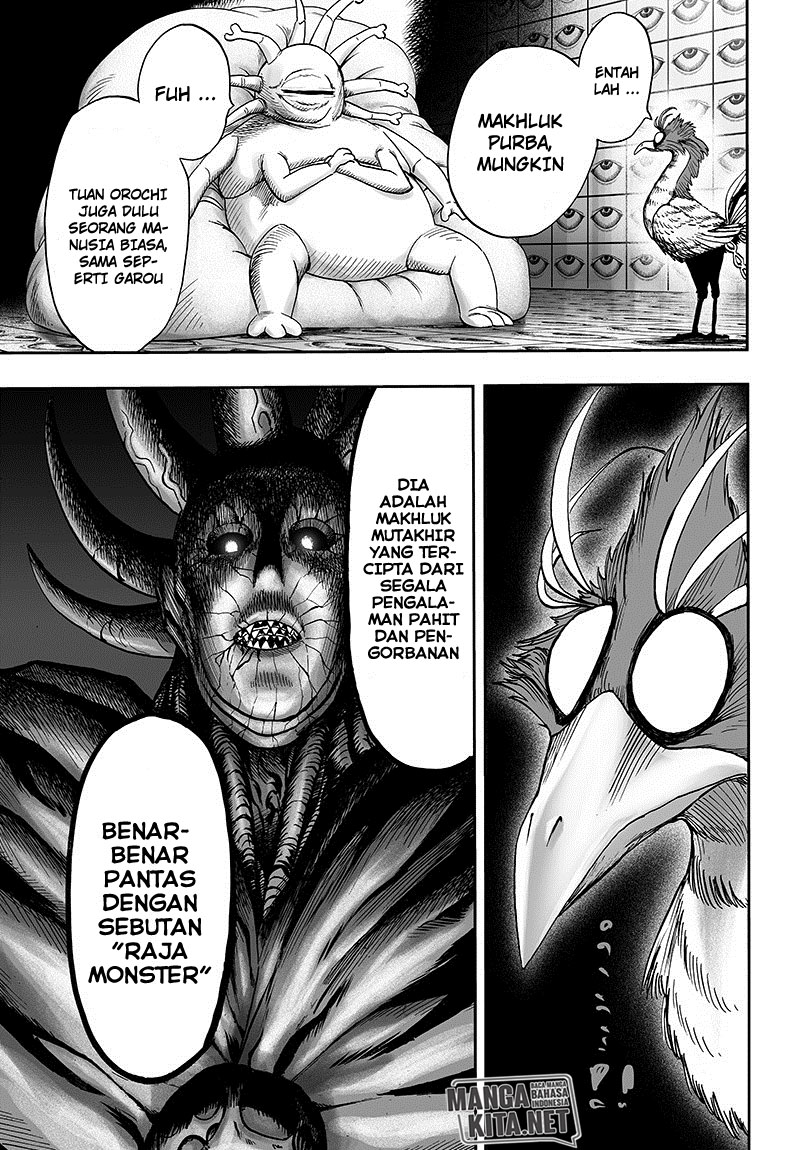 ENTAH
LAH ...
MAKHLUK
PURBA,
MUNGKIN
FUH ...
TUAN OROCHI
JUGA DULU
SEORANG MA-
NUSIA BIASA,
SAMA SEP-
ERTI GAROU
DIA
ADALAH
MAKHLUK
MUTAKHIR
YANG TER-
CIPTA DARI
SEGALA
PENGALA-
MAN PAHIT
DAN PEN-
GORBANAN
BENAR-
BENAR
PANTAS
DENGAN
SEBUTAN
"RAJA
MONSTER"
!!
MANGA
KITA.NET
BACA MANGA
BAHASA
INDONESIA